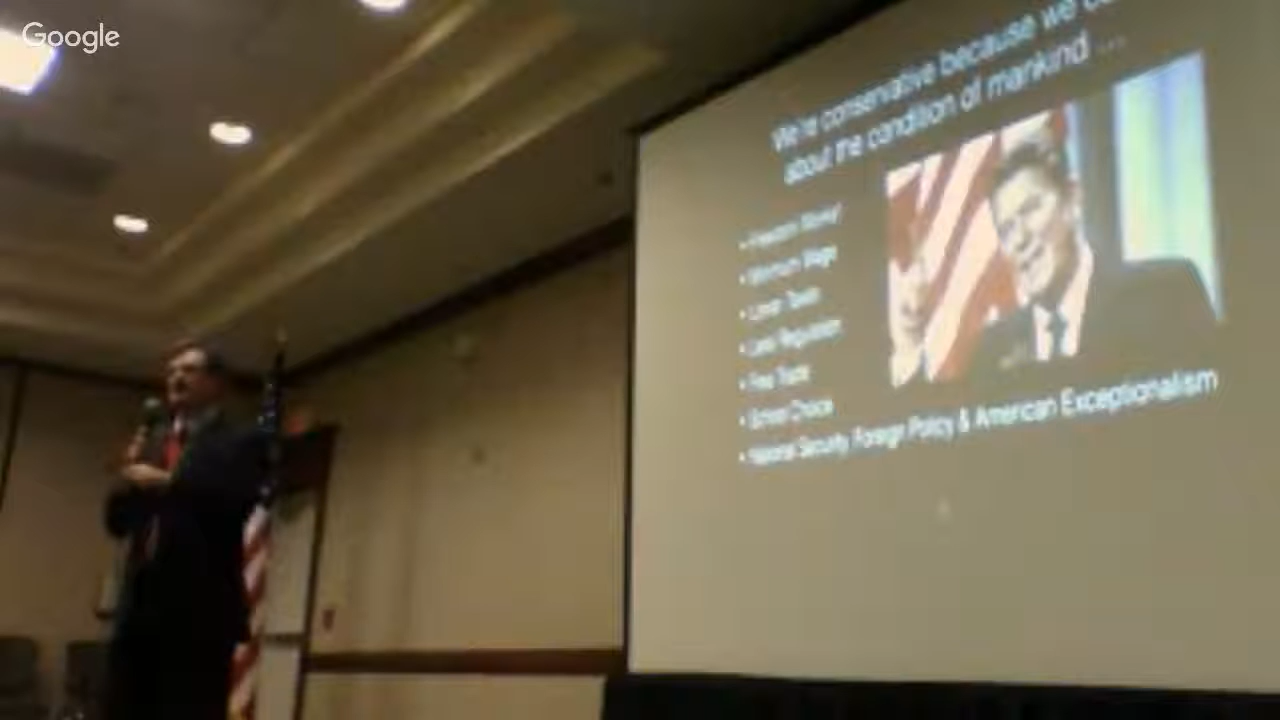 Google
We're conservative because we
about the condition of mankind ...
• Minimum Wage
• Lower Taxes
• Less Regulation
• Free Trade
• School Choice
• National Security, Foreign Policy & American Exceptionalism